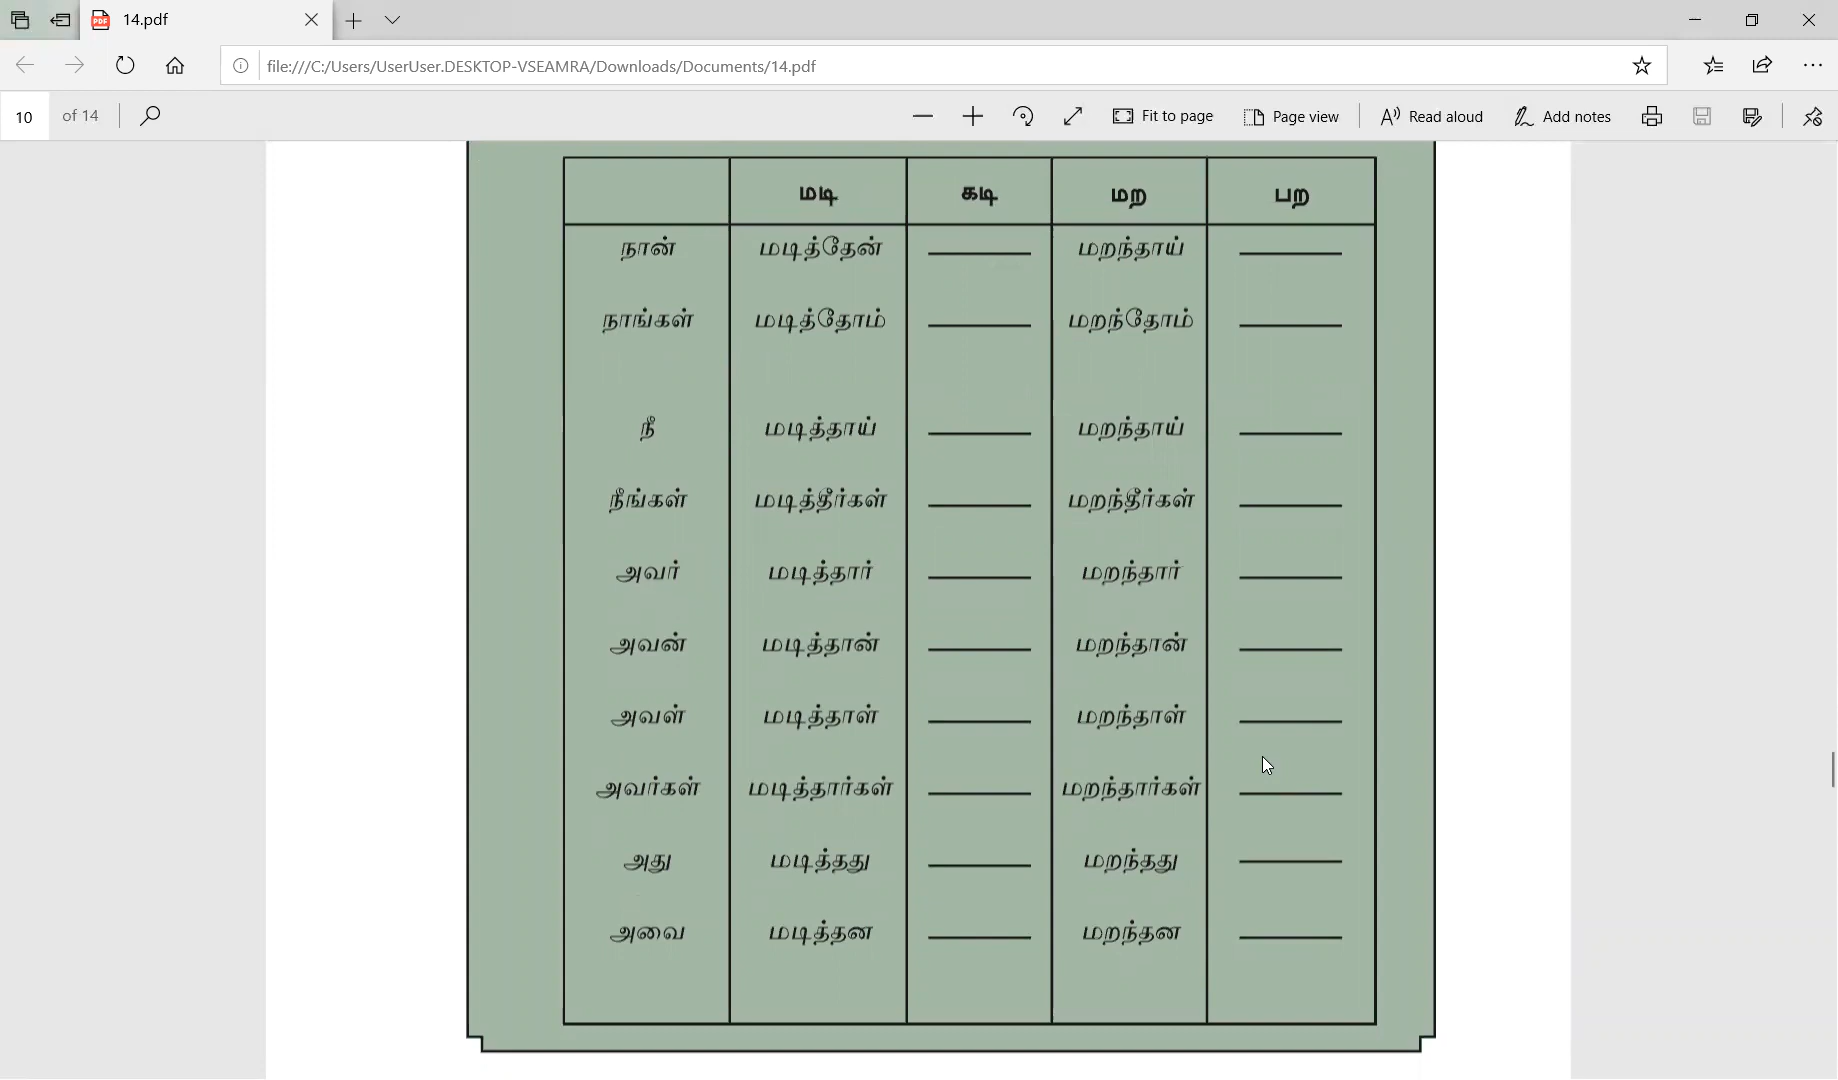 14.pdf
file:///C:/Users/UserUser.DESKTOP-VSEAMRA/Downloads/Documents/14.pdf
10 of 14 Fit to page Page view Read aloud Add notes
மடி கடி மற பற
நான் மடித்தேன் மறந்தாய்
நாங்கள் மடித்தோம் மறந்தோம்
நீ மடித்தாய் மறந்தாய்
நீங்கள் மடித்தீர்கள் மறந்தீர்கள்
அவர் மடித்தார் மறந்தார்
அவன் மடித்தான் மறந்தான்
அவள் மடித்தாள் மறந்தாள்
அவர்கள் மடித்தார்கள் மறந்தார்கள்
அது மடித்தது மறந்தது
அவை மடித்தன மறந்தன